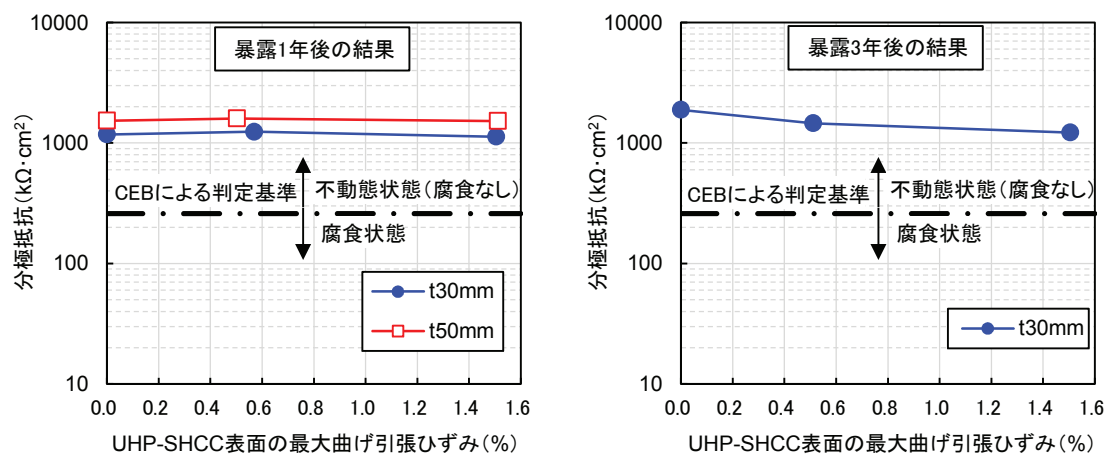 暴露1年後の結果
10000
1000
100
10
分極抵抗(kΩ・cm²)
CEBによる判定基準
不動態状態(腐食なし)
腐食状態
t30mm
t50mm
0.0 0.2 0.4 0.6 0.8 1.0 1.2 1.4 1.6
UHP-SHCC表面の最大曲げ引張ひずみ(%)
暴露3年後の結果
10000
1000
100
10
分極抵抗(kΩ・cm²)
CEBによる判定基準
不動態状態(腐食なし)
腐食状態
t30mm
0.0 0.2 0.4 0.6 0.8 1.0 1.2 1.4 1.6
UHP-SHCC表面の最大曲げ引張ひずみ(%)